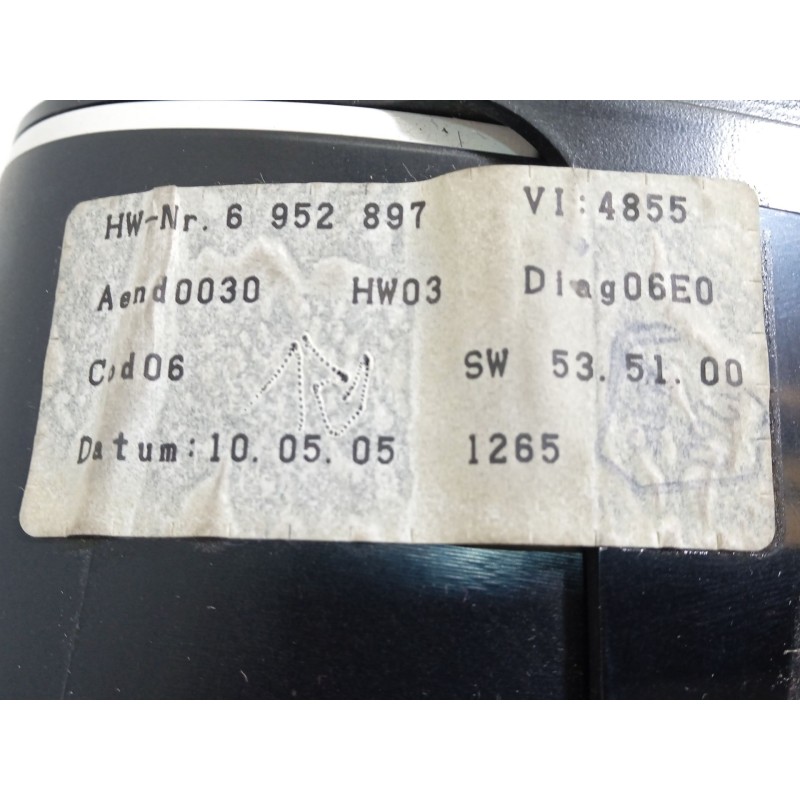 HW-Nr. 6 952 897 VI:4855
Aend0030 HW03 Diag06E0
Cod06 SW 53.51.00
Datum:10.05.05 1265